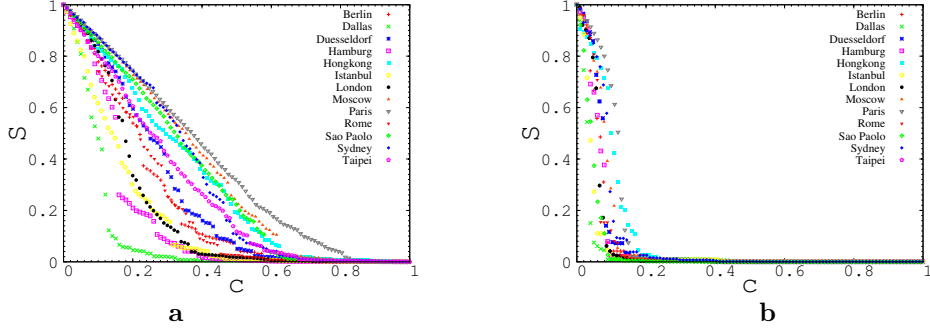 1
0.8
0.6
0.4
0.2
0
S
0 0.2 0.4 0.6 0.8 1
C
Berlin
Dallas
Duesseldorf
Hamburg
Hongkong
Istanbul
London
Moscow
Paris
Rome
Sao Paolo
Sydney
Taipei
a
1
0.8
0.6
0.4
0.2
0
S
0 0.2 0.4 0.6 0.8 1
C
Berlin
Dallas
Duesseldorf
Hamburg
Hongkong
Istanbul
London
Moscow
Paris
Rome
Sao Paolo
Sydney
Taipei
b